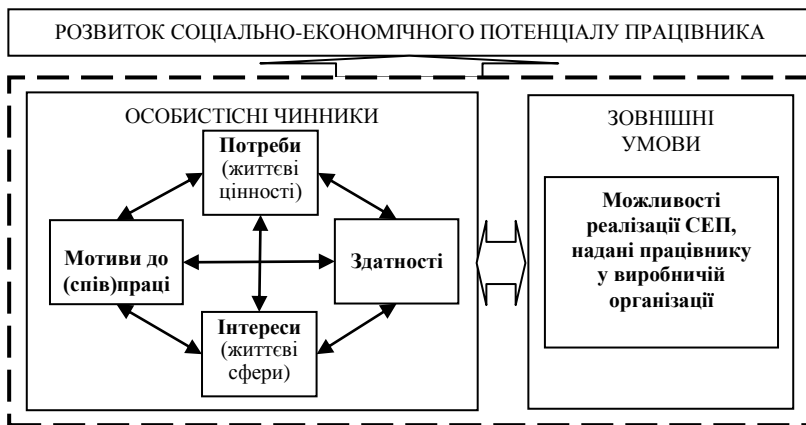 РОЗВИТОК СОЦІАЛЬНО-ЕКОНОМІЧНОГО ПОТЕНЦІАЛУ ПРАЦІВНИКА
ОСОБИСТІСНІ ЧИННИКИ
Потреби
(життєві
цінності)
Мотиви до
(спів)праці
Здатності
Інтереси
(життєві
сфери)
ЗОВНІШНІ
УМОВИ
Можливості
реалізації СЕП,
надані працівнику
у виробничій
організації